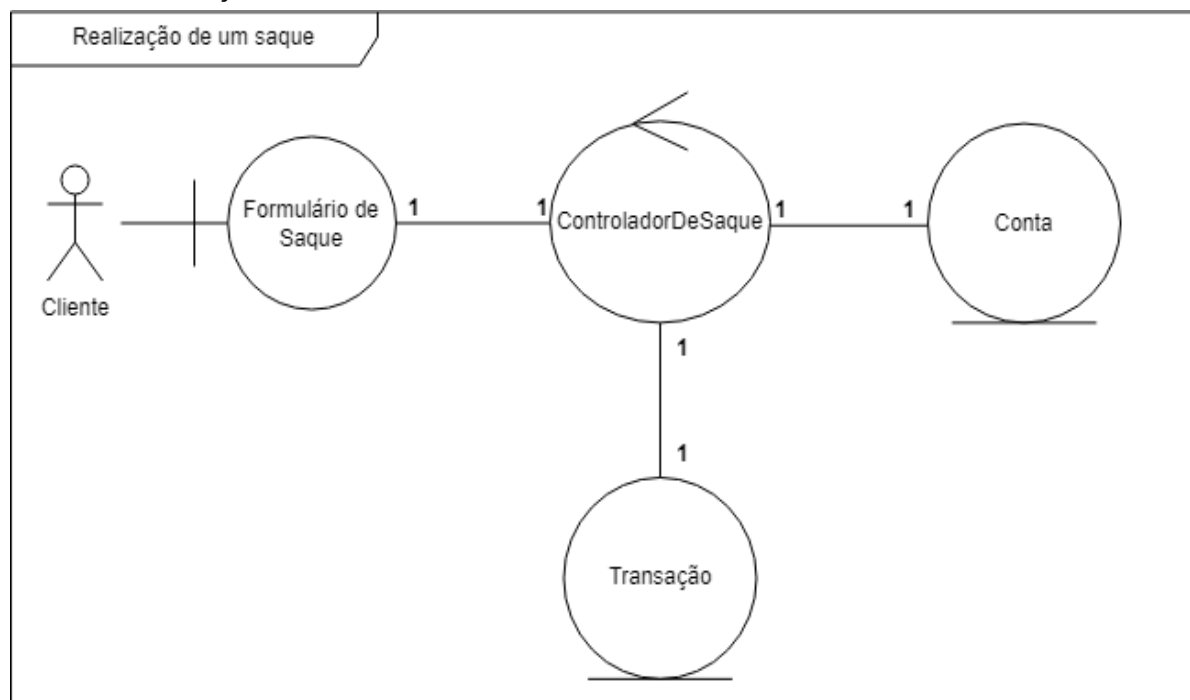 Realização de um saque
Cliente
Formulário de
Saque
1
1
ControladorDeSaque
1
1
Conta
1
1
Transação